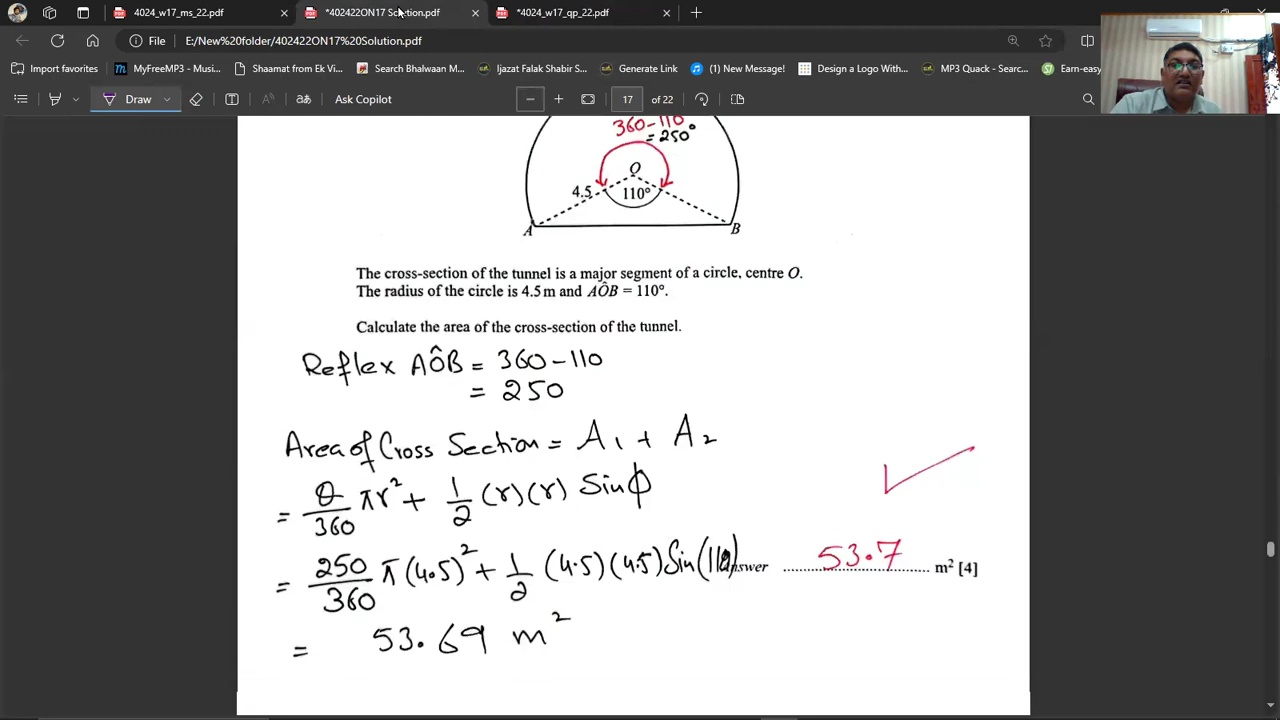 4024_w17_ms_22.pdf
*402422ON17 Solution.pdf
*4024_w17_qp_22.pdf
File
E:/New%20folder/402422ON17%20Solution.pdf
Import favorites
MyFreeMP3 - Musi...
Shaamat from Ek Vi...
Search Bhalwaan M...
Ijazat Falak Shabir S...
Generate Link
(1) New Message!
Design a Logo With...
MP3 Quack - Searc...
Earn-easy
Draw
Ask Copilot
17 of 22
360-110
= 250°
O
4.5
110°
A
B
The cross-section of the tunnel is a major segment of a circle, centre O.
The radius of the circle is 4.5 m and AÔB = 110°.
Calculate the area of the cross-section of the tunnel.
Reflex AÔB = 360-110
= 250
Area of Cross Section = A1 + A2
= θ/360 πr² + 1/2 (r)(r) Sinϕ
= 250/360 π(4.5)² + 1/2 (4.5)(4.5) Sin(110)
Answer 53.7 m² [4]
= 53.69 m²